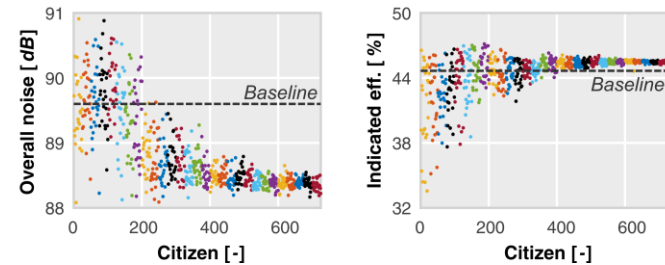 Overall noise [dB]
91
90
89
88
Baseline
0
200
400
600
Citizen [-]
Indicated eff. [%]
50
44
38
32
Baseline
0
200
400
600
Citizen [-]